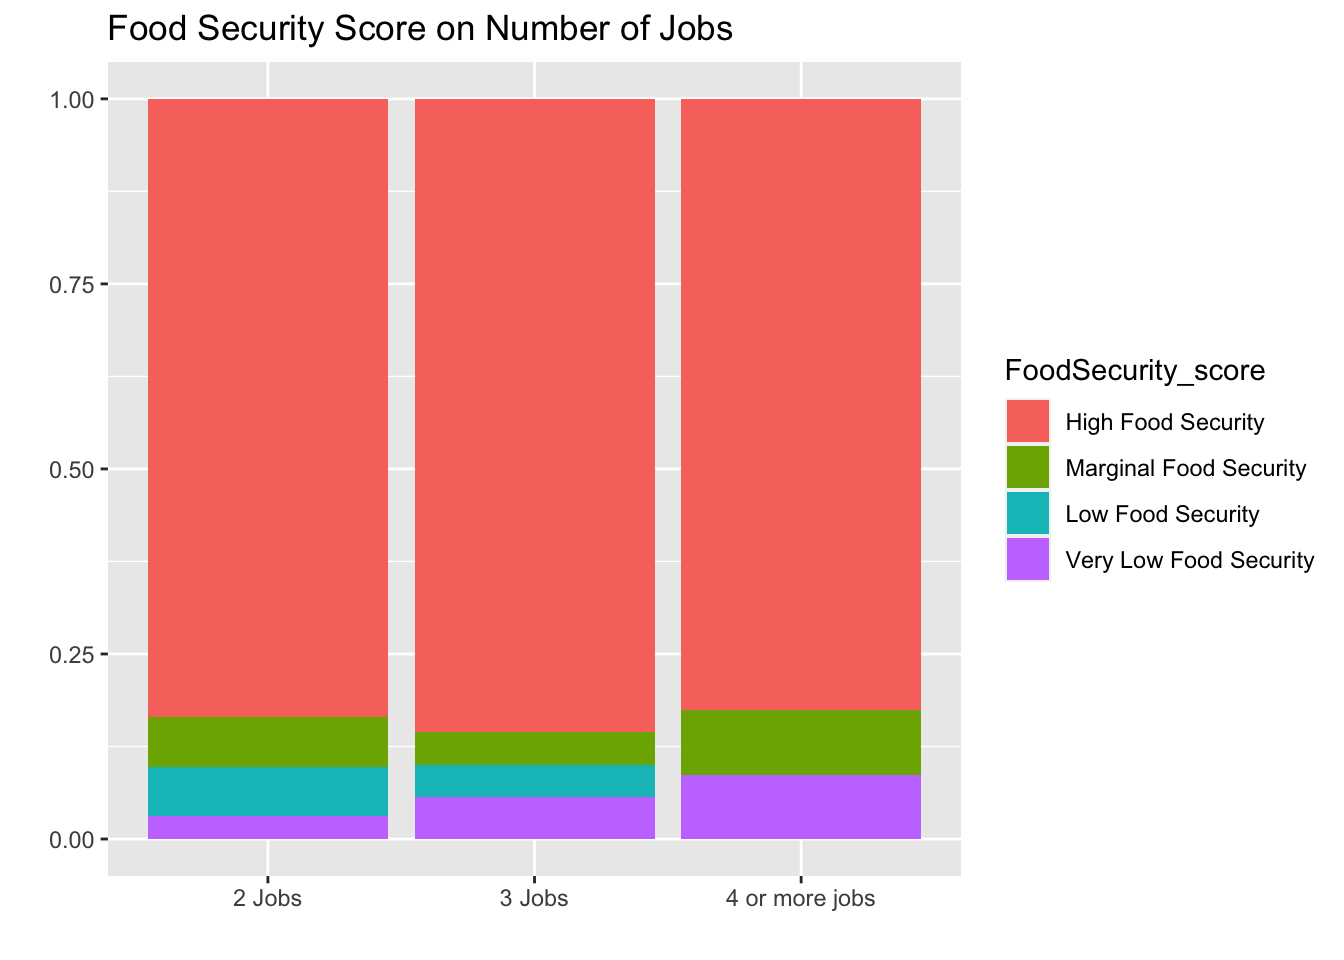 Food Security Score on Number of Jobs
1.00
0.75
0.50
0.25
0.00
2 Jobs
3 Jobs
4 or more jobs
FoodSecurity_score
High Food Security
Marginal Food Security
Low Food Security
Very Low Food Security